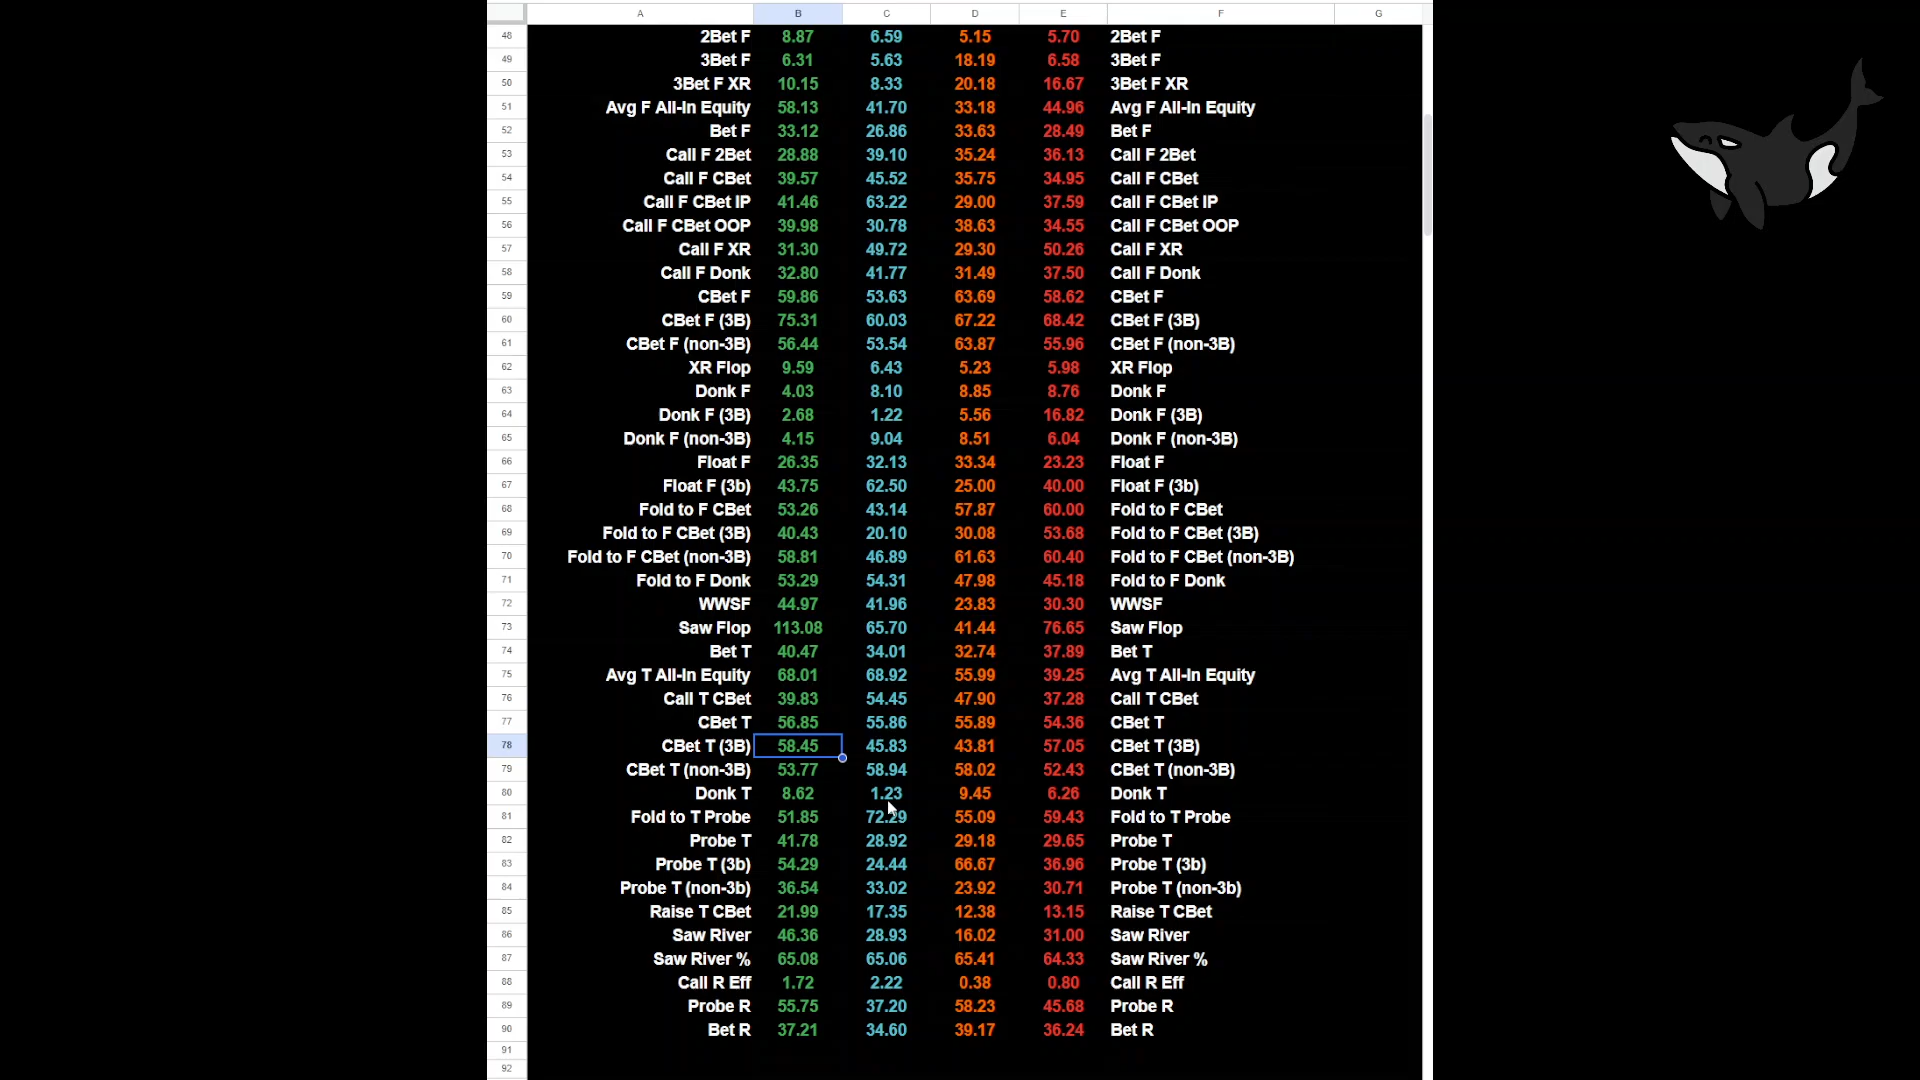 A B C D E F G
48 2Bet F 8.87 6.59 5.15 5.70 2Bet F
49 3Bet F 6.31 5.63 18.19 6.58 3Bet F
50 3Bet F XR 10.15 8.33 20.18 16.67 3Bet F XR
51 Avg F All-In Equity 58.13 41.70 33.18 44.96 Avg F All-In Equity
52 Bet F 33.12 26.86 33.63 28.49 Bet F
53 Call F 2Bet 28.88 39.10 35.24 36.13 Call F 2Bet
54 Call F CBet 39.57 45.52 35.75 34.95 Call F CBet
55 Call F CBet IP 41.46 63.22 29.00 37.59 Call F CBet IP
56 Call F CBet OOP 39.98 30.78 38.63 34.55 Call F CBet OOP
57 Call F XR 31.30 49.72 29.30 50.26 Call F XR
58 Call F Donk 32.80 41.77 31.49 37.50 Call F Donk
59 CBet F 59.86 53.63 63.69 58.62 CBet F
60 CBet F (3B) 75.31 60.03 67.22 68.42 CBet F (3B)
61 CBet F (non-3B) 56.44 53.54 63.87 55.96 CBet F (non-3B)
62 XR Flop 9.59 6.43 5.23 5.98 XR Flop
63 Donk F 4.03 8.10 8.85 8.76 Donk F
64 Donk F (3B) 2.68 1.22 5.56 16.82 Donk F (3B)
65 Donk F (non-3B) 4.15 9.04 8.51 6.04 Donk F (non-3B)
66 Float F 26.35 32.13 33.34 23.23 Float F
67 Float F (3b) 43.75 62.50 25.00 40.00 Float F (3b)
68 Fold to F CBet 53.26 43.14 57.87 60.00 Fold to F CBet
69 Fold to F CBet (3B) 40.43 20.10 30.08 53.68 Fold to F CBet (3B)
70 Fold to F CBet (non-3B) 58.81 46.89 61.63 60.40 Fold to F CBet (non-3B)
71 Fold to F Donk 53.29 54.31 47.98 45.18 Fold to F Donk
72 WWSF 44.97 41.96 23.83 30.30 WWSF
73 Saw Flop 113.08 65.70 41.44 76.65 Saw Flop
74 Bet T 40.47 34.01 32.74 37.89 Bet T
75 Avg T All-In Equity 68.01 68.92 55.99 39.25 Avg T All-In Equity
76 Call T CBet 39.83 54.45 47.90 37.28 Call T CBet
77 CBet T 56.85 55.86 55.89 54.36 CBet T
78 CBet T (3B) 58.45 45.83 43.81 57.05 CBet T (3B)
79 CBet T (non-3B) 53.77 58.94 58.02 52.43 CBet T (non-3B)
80 Donk T 8.62 1.23 9.45 6.26 Donk T
81 Fold to T Probe 51.85 72.29 55.09 59.43 Fold to T Probe
82 Probe T 41.78 28.92 29.18 29.65 Probe T
83 Probe T (3b) 54.29 24.44 66.67 36.96 Probe T (3b)
84 Probe T (non-3b) 36.54 33.02 23.92 30.71 Probe T (non-3b)
85 Raise T CBet 21.99 17.35 12.38 13.15 Raise T CBet
86 Saw River 46.36 28.93 16.02 31.00 Saw River
87 Saw River % 65.08 65.06 65.41 64.33 Saw River %
88 Call R Eff 1.72 2.22 0.38 0.80 Call R Eff
89 Probe R 55.75 37.20 58.23 45.68 Probe R
90 Bet R 37.21 34.60 39.17 36.24 Bet R
91
92